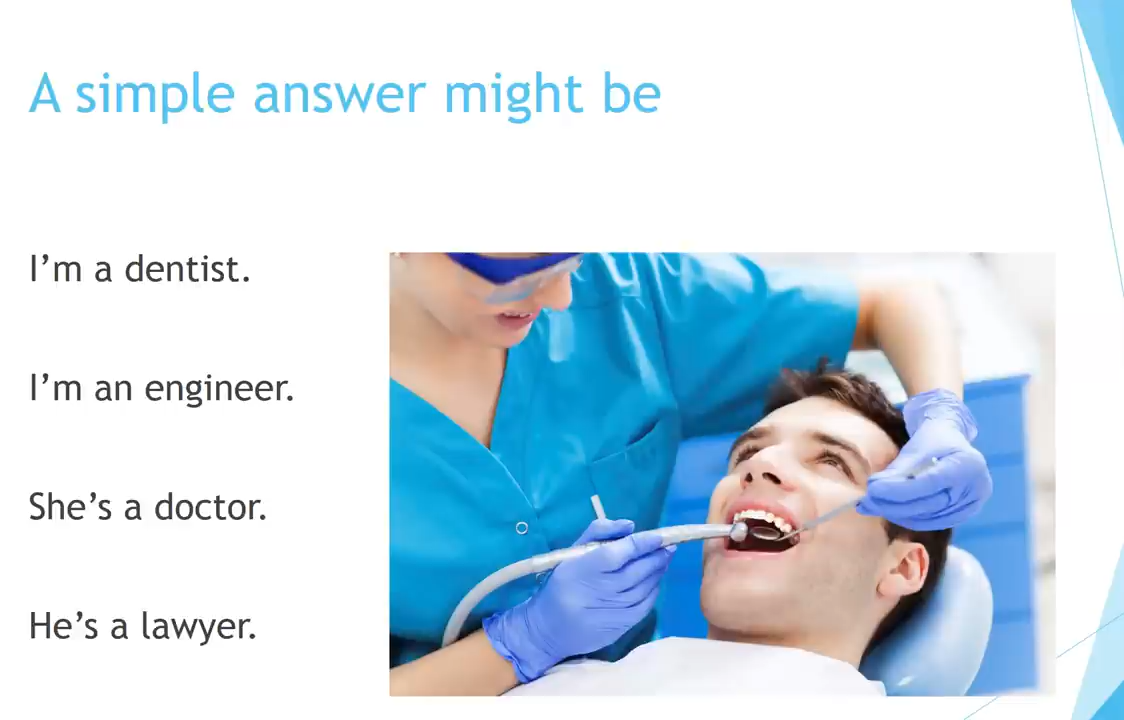 A simple answer might be
I’m a dentist.
I’m an engineer.
She’s a doctor.
He’s a lawyer.